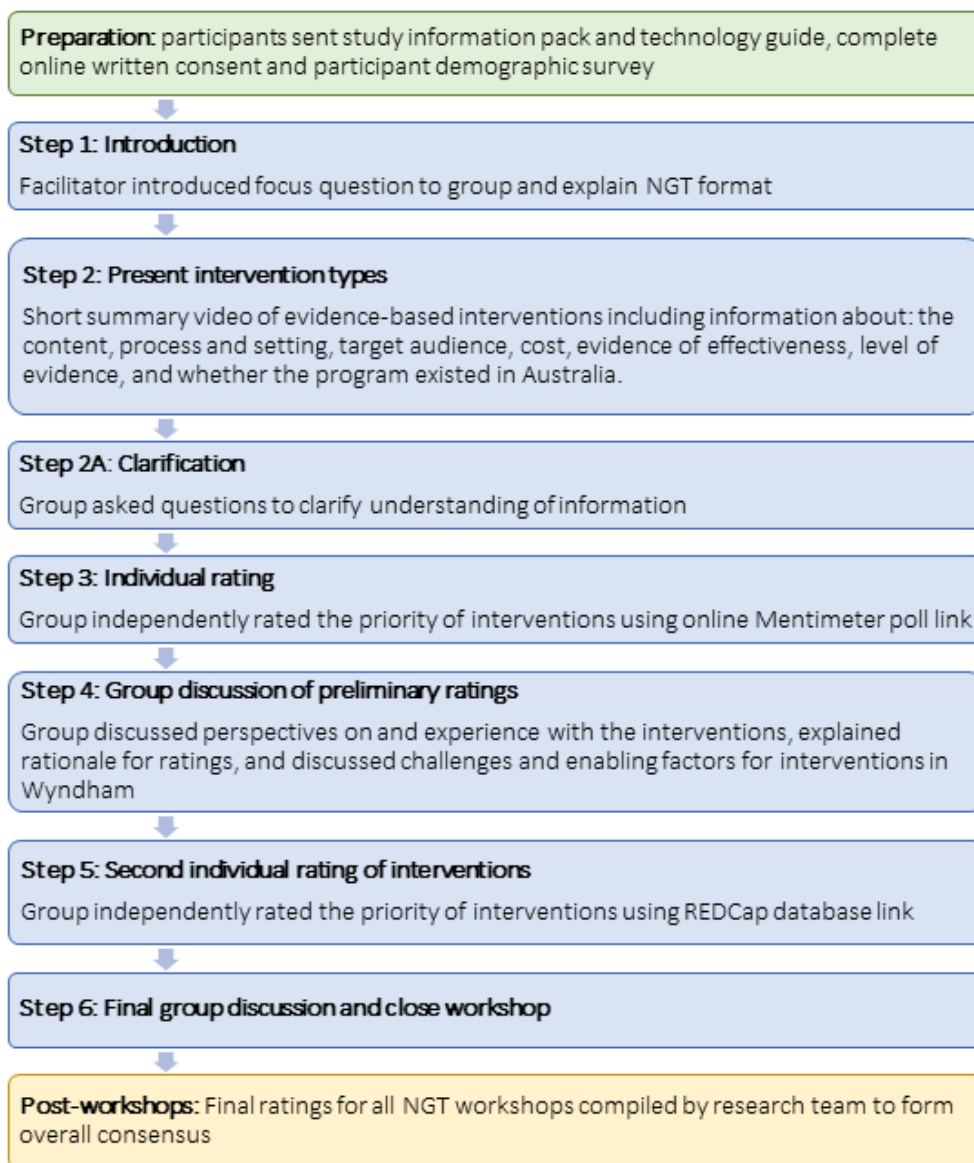 Preparation: participants sent study information pack and technology guide, complete
online written consent and participant demographic survey
Step 1: Introduction
Facilitator introduced focus question to group and explain NGT format
Step 2: Present intervention types
Short summary video of evidence-based interventions including information about: the
content, process and setting, target audience, cost, evidence of effectiveness, level of
evidence, and whether the program existed in Australia.
Step 2A: Clarification
Group asked questions to clarify understanding of information
Step 3: Individual rating
Group independently rated the priority of interventions using online Mentimeter poll link
Step 4: Group discussion of preliminary ratings
Group discussed perspectives on and experience with the interventions, explained
rationale for ratings, and discussed challenges and enabling factors for interventions in
Wyndham
Step 5: Second individual rating of interventions
Group independently rated the priority of interventions using REDCap database link
Step 6: Final group discussion and close workshop
Post-workshops: Final ratings for all NGT workshops compiled by research team to form
overall consensus